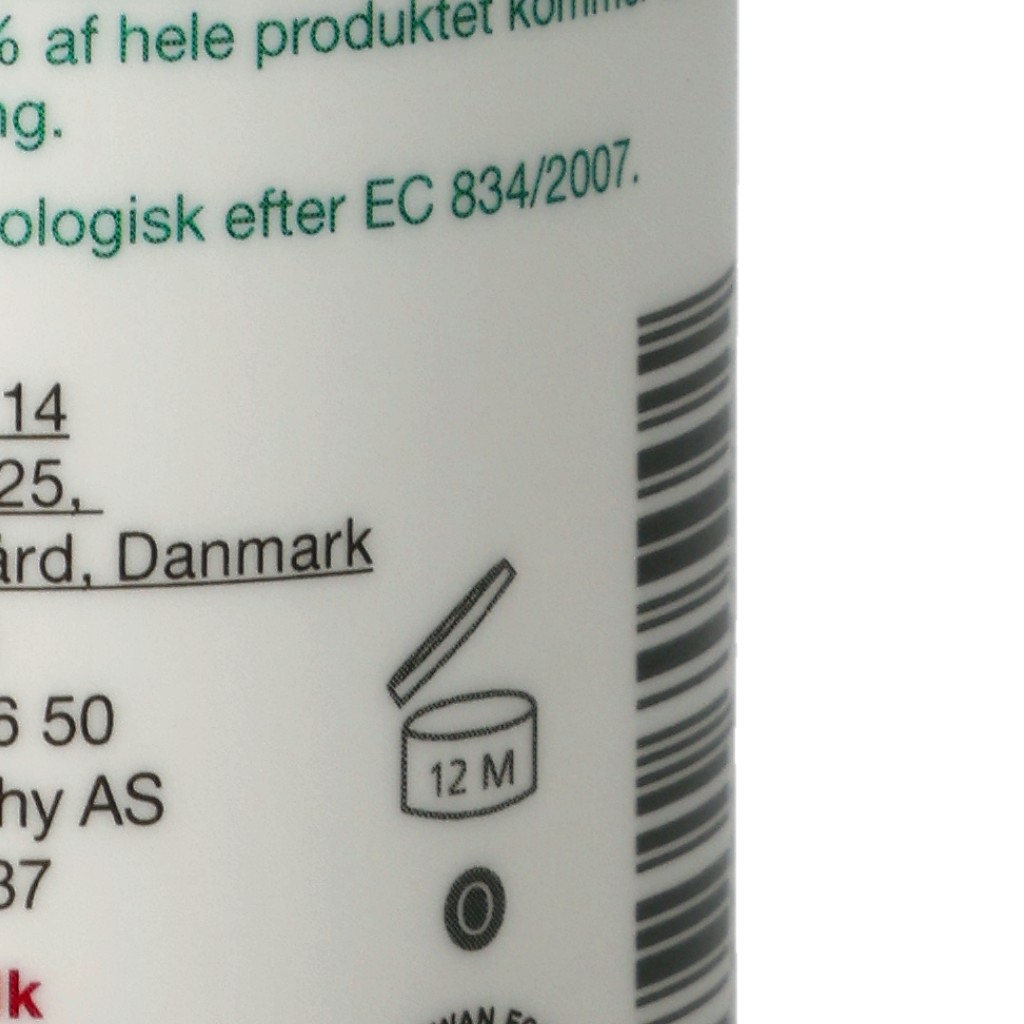 % af hele produktet
ng.
ologisk efter EC 834/2007.
14
25,
ård, Danmark
6 50
hy AS
37
12 M
O
k